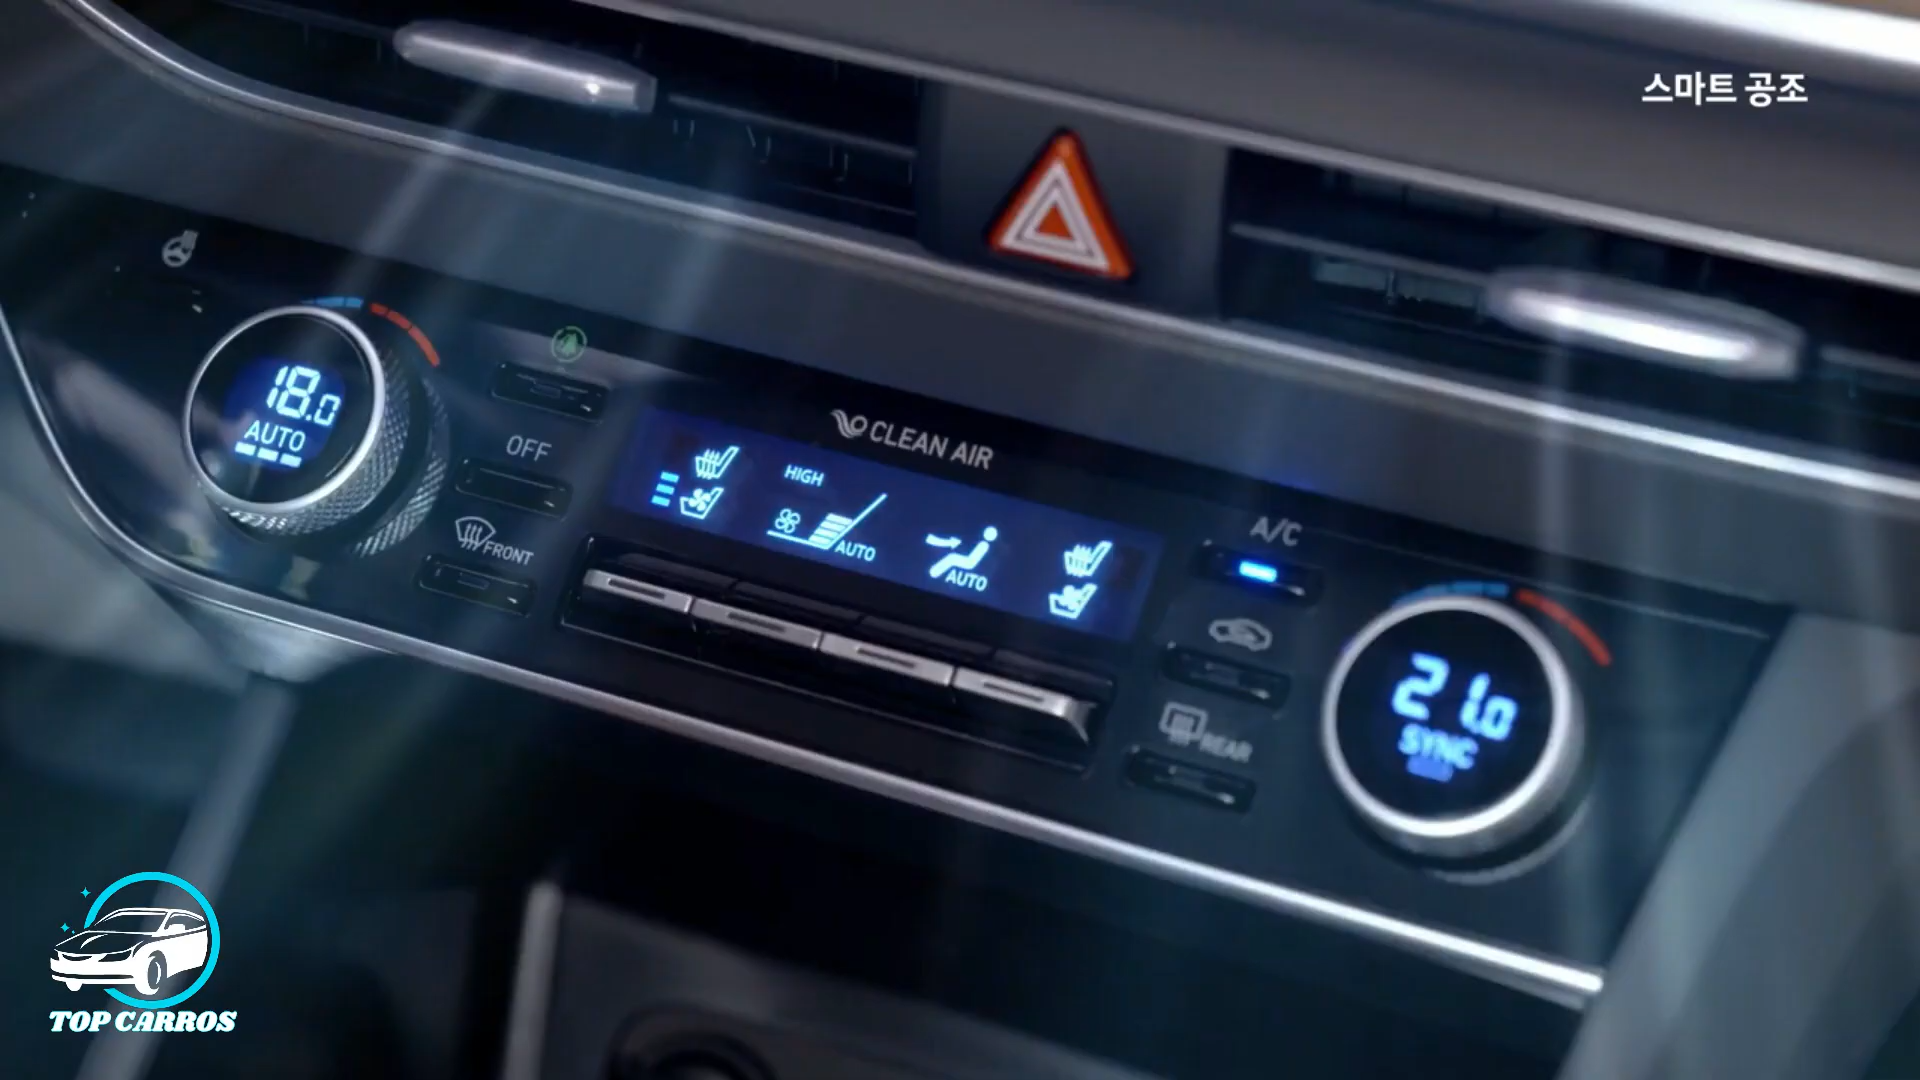 스마트 공조
18.0
AUTO
OFF
FRONT
CLEAN AIR
HIGH
AUTO
AUTO
A/C
REAR
21.0
SYNC
TOP CARROS